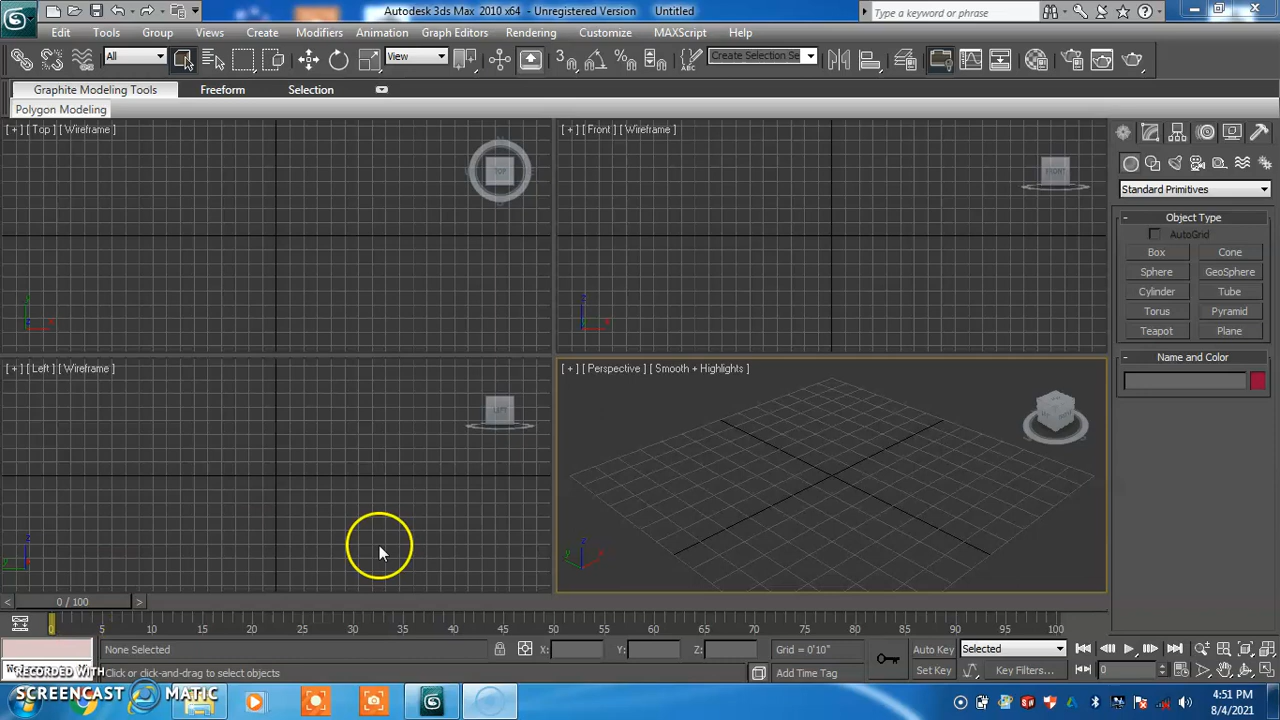 Autodesk 3ds Max 2010 x64 - Unregistered Version Untitled
Type a keyword or phrase
Edit Tools Group Views Create Modifiers Animation Graph Editors Rendering Customize MAXScript Help
All View 3 Create Selection Se
Graphite Modeling Tools Freeform Selection
Polygon Modeling
[ + ] [ Top ] [ Wireframe ] [ + ] [ Front ] [ Wireframe ]
TOP FRONT
Standard Primitives
- Object Type
AutoGrid
Box Cone
Sphere GeoSphere
Cylinder Tube
Torus Pyramid
Teapot Plane
- Name and Color
[ + ] [ Left ] [ Wireframe ] [ + ] [ Perspective ] [ Smooth + Highlights ]
LEFT
< 0 / 100 >
0 5 10 15 20 25 30 35 40 45 50 55 60 65 70 75 80 85 90 95 100
None Selected X: Y: Z: Grid = 0'10" Auto Key Selected
Click or click-and-drag to select objects Add Time Tag Set Key Key Filters... 0
RECORDED WITH
SCREENCAST MATIC
4:51 PM
8/4/2021